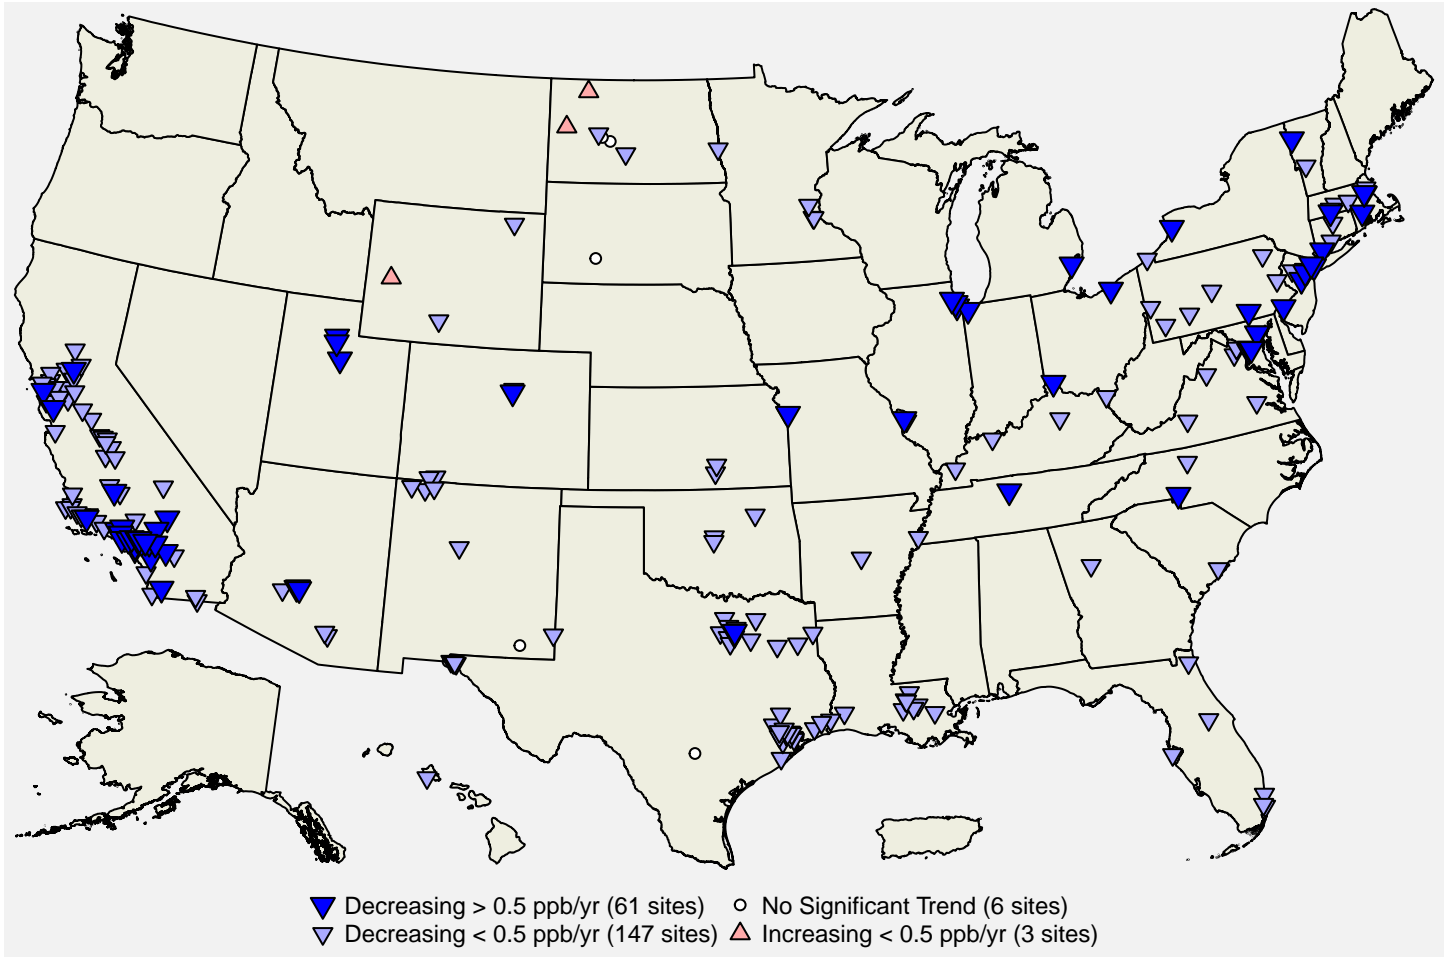 Decreasing > 0.5 ppb/yr (61 sites)
No Significant Trend (6 sites)
Decreasing < 0.5 ppb/yr (147 sites)
Increasing < 0.5 ppb/yr (3 sites)